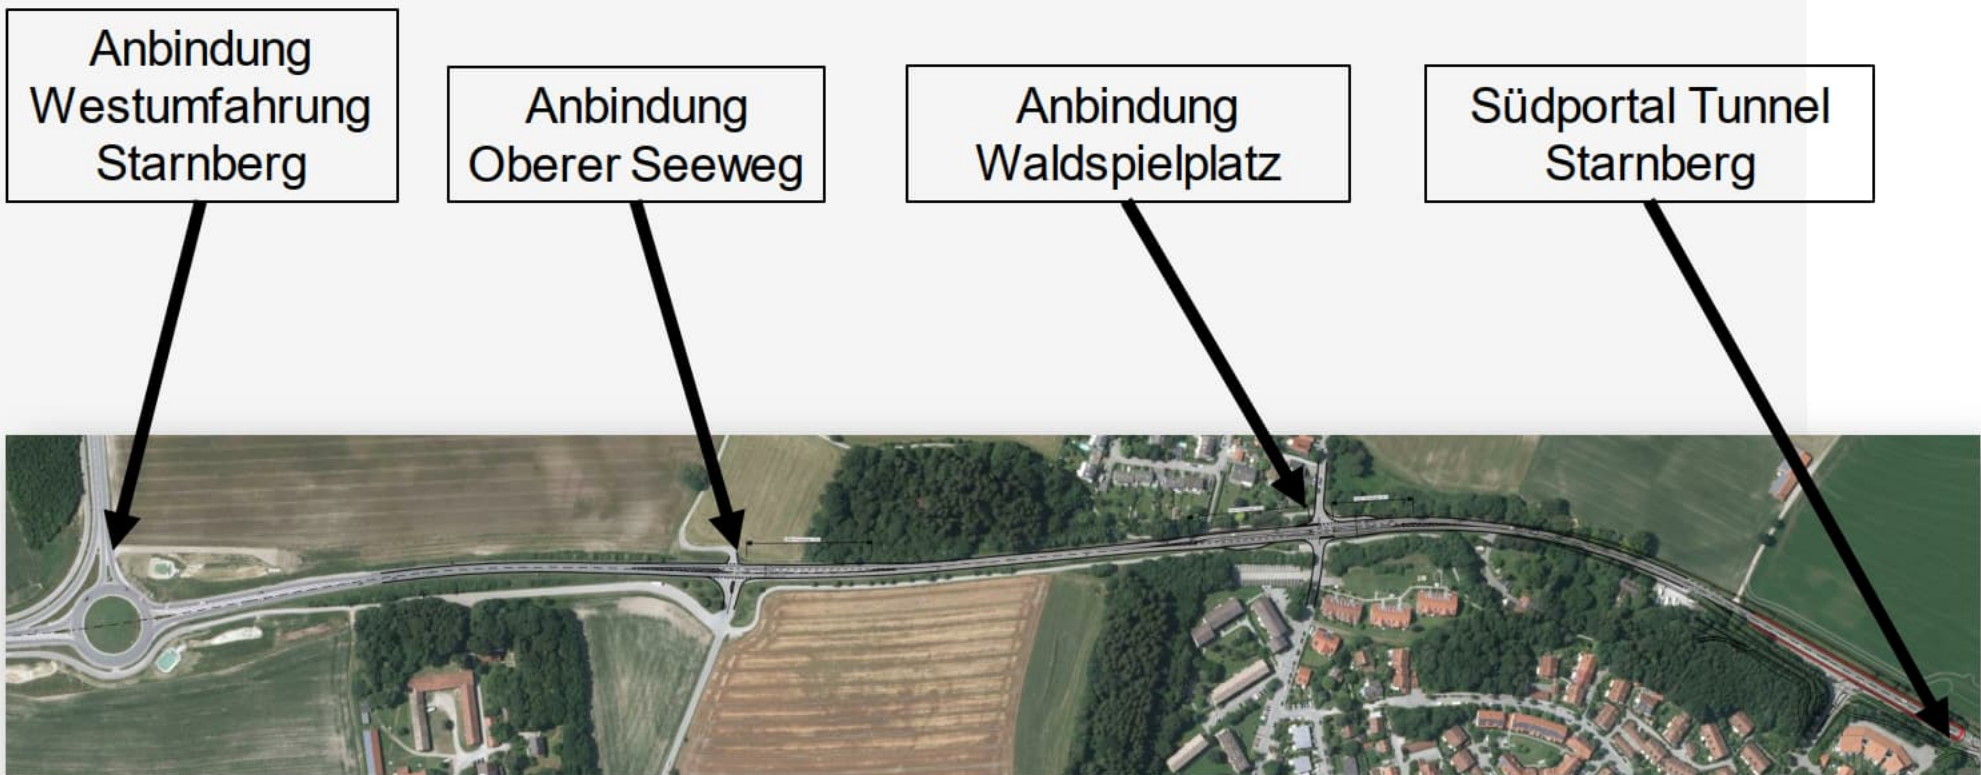 Anbindung
Westumfahrung
Starnberg
Anbindung
Oberer Seeweg
Anbindung
Waldspielplatz
Südportal Tunnel
Starnberg